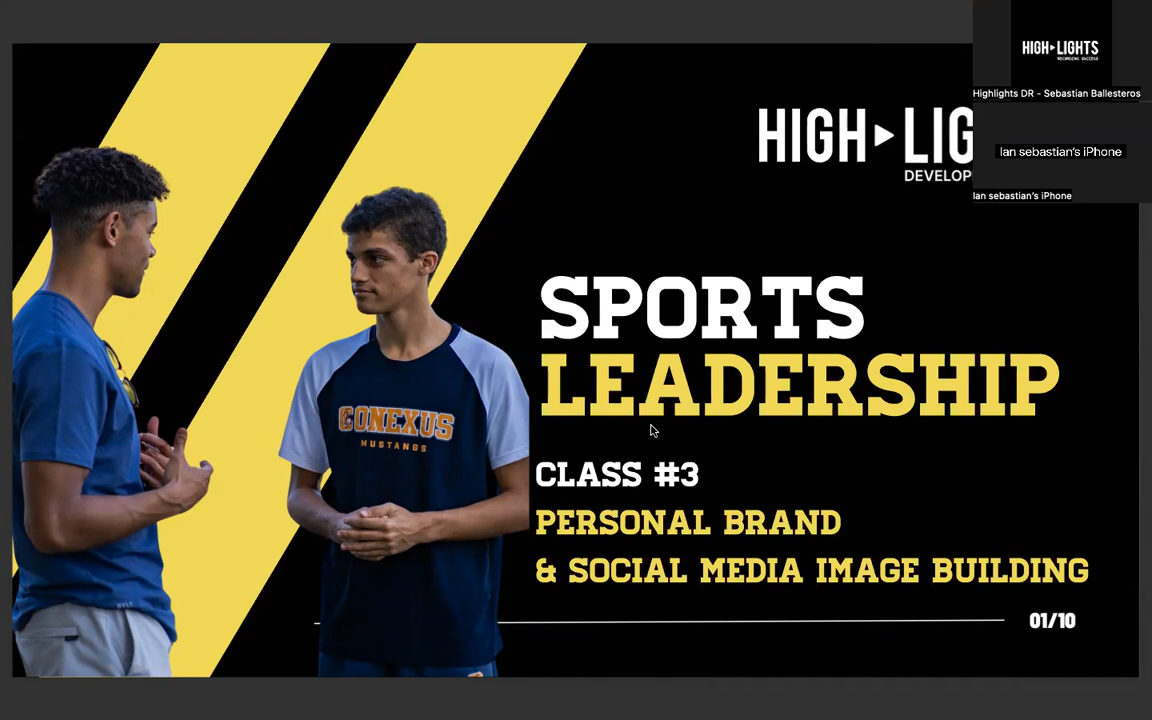 HIGH LIGHTS
Highlights DR - Sebastian Ballesteros
Ian sebastian's iPhone
Ian sebastian's iPhone
HIGH LIG
DEVELOP
SPORTS
LEADERSHIP
CONEXUS
MUSTANGS
CLASS #3
PERSONAL BRAND
& SOCIAL MEDIA IMAGE BUILDING
01/10